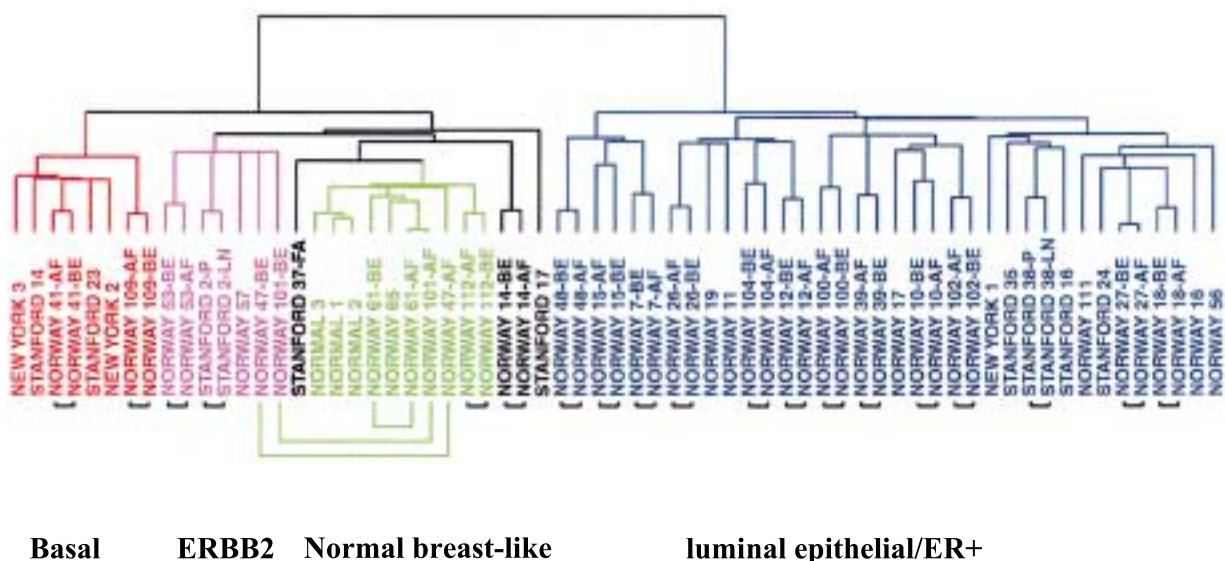 NEW YORK 3
STANFORD 14
NORWAY 41-AF
NORWAY 41-BE
STANFORD 23
NEW YORK 2
NORWAY 109-AF
NORWAY 109-BE
NORWAY 53-BE
NORWAY 53-AF
STANFORD 2-P
STANFORD 2-LN
NORWAY 57
NORWAY 47-BE
NORWAY 101-BE
STANFORD 37-FA
NORMAL 3
NORMAL 1
NORMAL 2
NORWAY 61-BE
NORWAY 65
NORWAY 61-AF
NORWAY 101-AF
NORWAY 47-AF
NORWAY 112-AF
NORWAY 112-BE
NORWAY 14-BE
NORWAY 14-AF
STANFORD 17
NORWAY 48-BE
NORWAY 48-AF
NORWAY 15-AF
NORWAY 15-BE
NORWAY 7-BE
NORWAY 7-AF
NORWAY 26-AF
NORWAY 26-BE
NORWAY 19
NORWAY 11
NORWAY 104-BE
NORWAY 104-AF
NORWAY 12-BE
NORWAY 12-AF
NORWAY 100-AF
NORWAY 100-BE
NORWAY 39-AF
NORWAY 39-BE
NORWAY 17
NORWAY 10-BE
NORWAY 10-AF
NORWAY 102-AF
NORWAY 102-BE
NEW YORK 1
STANFORD 35
STANFORD 38-P
STANFORD 38-LN
STANFORD 16
NORWAY 111
STANFORD 24
NORWAY 27-BE
NORWAY 27-AF
NORWAY 18-BE
NORWAY 18-AF
NORWAY 16
NORWAY 56
Basal ERBB2 Normal breast-like luminal epithelial/ER+